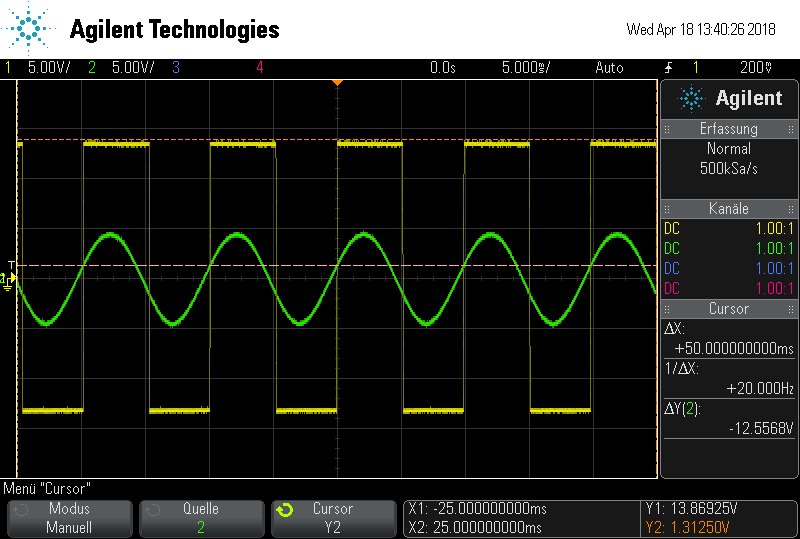 Agilent Technologies
Wed Apr 18 13:40:26 2018
1 5.00V/ 2 5.00V/ 3 4 0.0s 5.000ms/ Auto 1 200mV
Agilent
Erfassung
Normal
500kSa/s
Kanäle
DC 1.00:1
DC 1.00:1
DC 1.00:1
DC 1.00:1
Cursor
ΔX:
+50.000000000ms
1/ΔX:
+20.000Hz
ΔY(2):
-12.5568V
T
2
Menü "Cursor"
Modus
Manuell
Quelle
2
Cursor
Y2
X1: -25.000000000ms
X2: 25.000000000ms
Y1: 13.86925V
Y2: 1.31250V